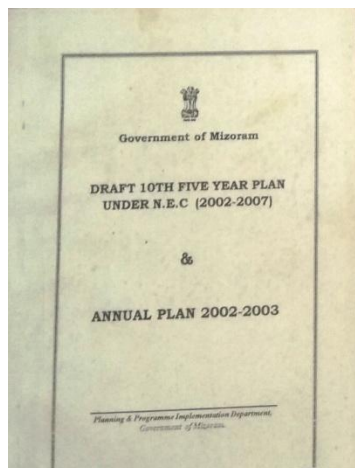 Government of Mizoram
DRAFT 10TH FIVE YEAR PLAN
UNDER N.E.C (2002-2007)
&
ANNUAL PLAN 2002-2003
Planning & Programme Implementation Department.
Government of Mizoram.